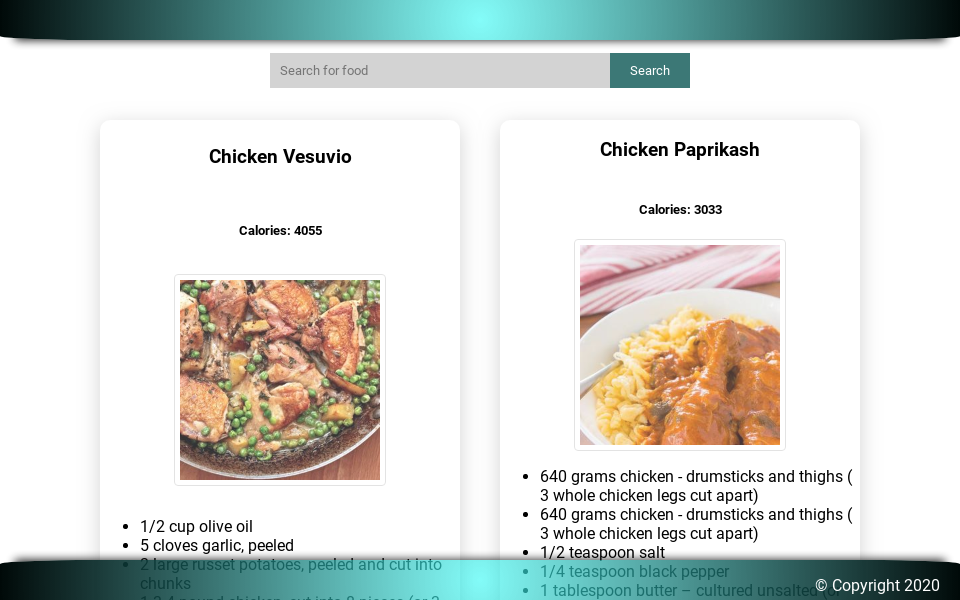 Search for food
Search
Chicken Vesuvio
Calories: 4055
1/2 cup olive oil
5 cloves garlic, peeled
2 large russet potatoes, peeled and cut into
chunks
Chicken Paprikash
Calories: 3033
640 grams chicken - drumsticks and thighs (
3 whole chicken legs cut apart)
640 grams chicken - drumsticks and thighs (
3 whole chicken legs cut apart)
1/2 teaspoon salt
1/4 teaspoon black pepper
1 tablespoon butter – cultured unsalted (or
© Copyright 2020